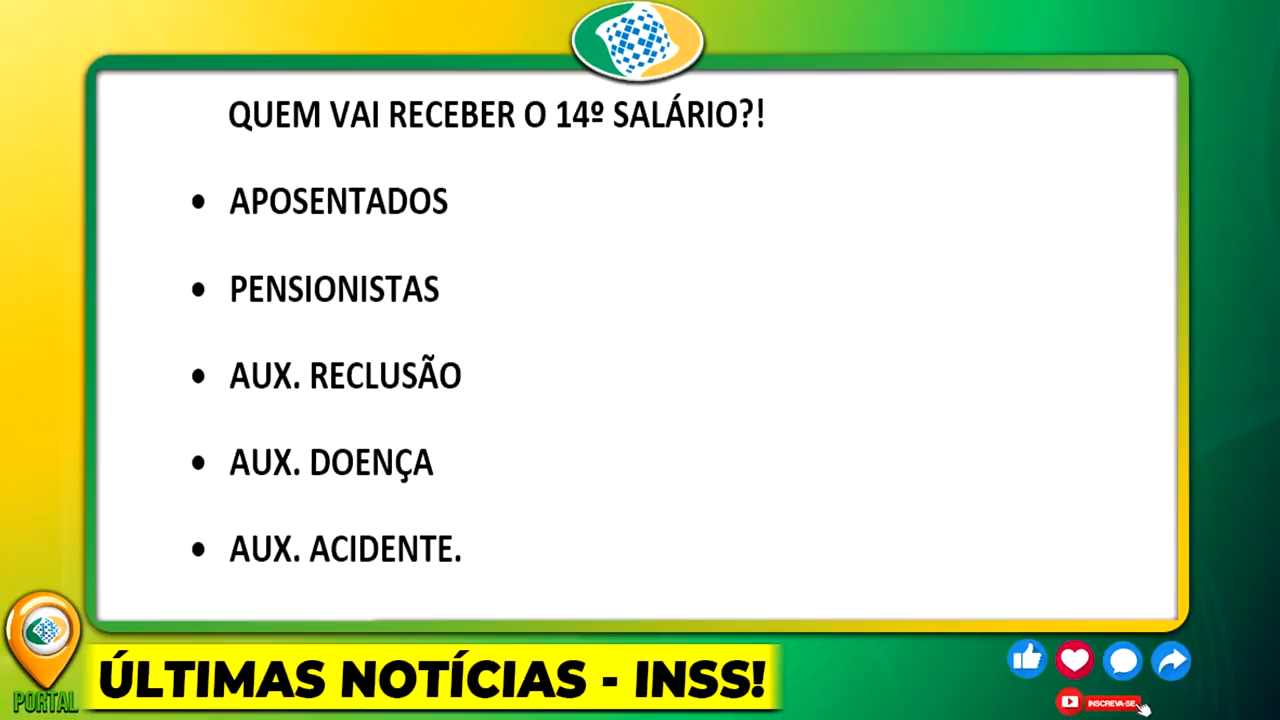 QUEM VAI RECEBER O 14º SALÁRIO?!
• APOSENTADOS
• PENSIONISTAS
• AUX. RECLUSÃO
• AUX. DOENÇA
• AUX. ACIDENTE.
PORTAL
ÚLTIMAS NOTÍCIAS - INSS!
INSCREVA-SE